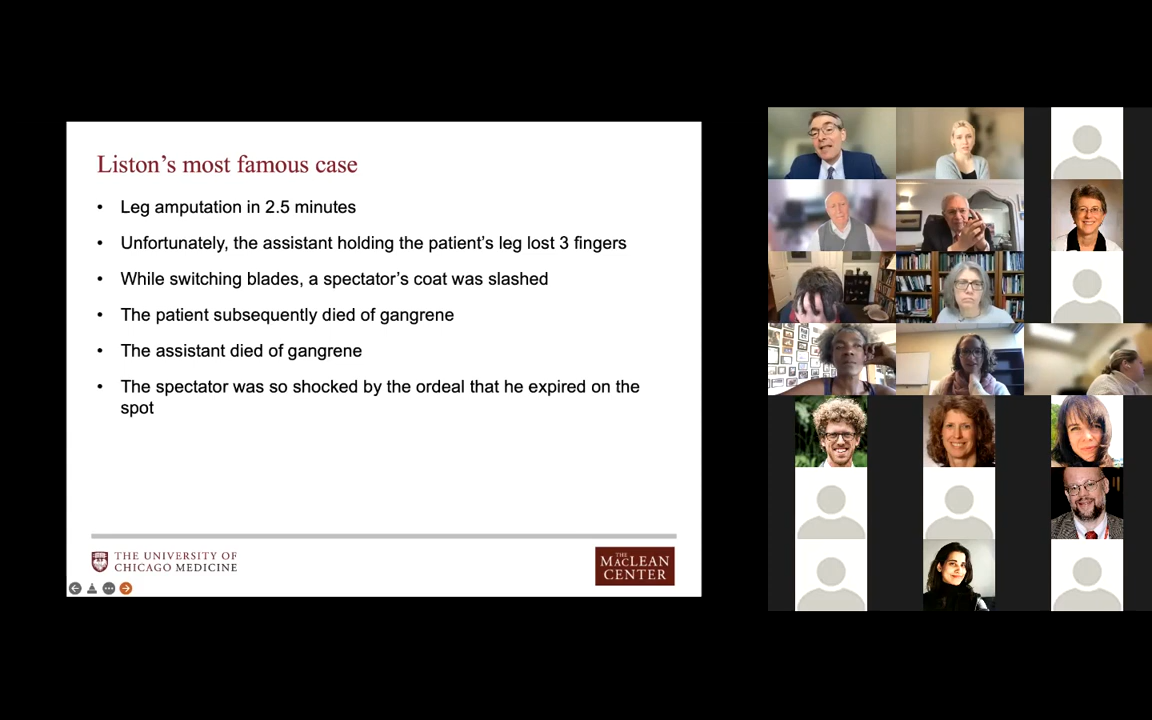 Liston's most famous case
• Leg amputation in 2.5 minutes
• Unfortunately, the assistant holding the patient's leg lost 3 fingers
• While switching blades, a spectator's coat was slashed
• The patient subsequently died of gangrene
• The assistant died of gangrene
• The spectator was so shocked by the ordeal that he expired on the
spot
THE UNIVERSITY OF
CHICAGO MEDICINE
THE
MACLEAN
CENTER